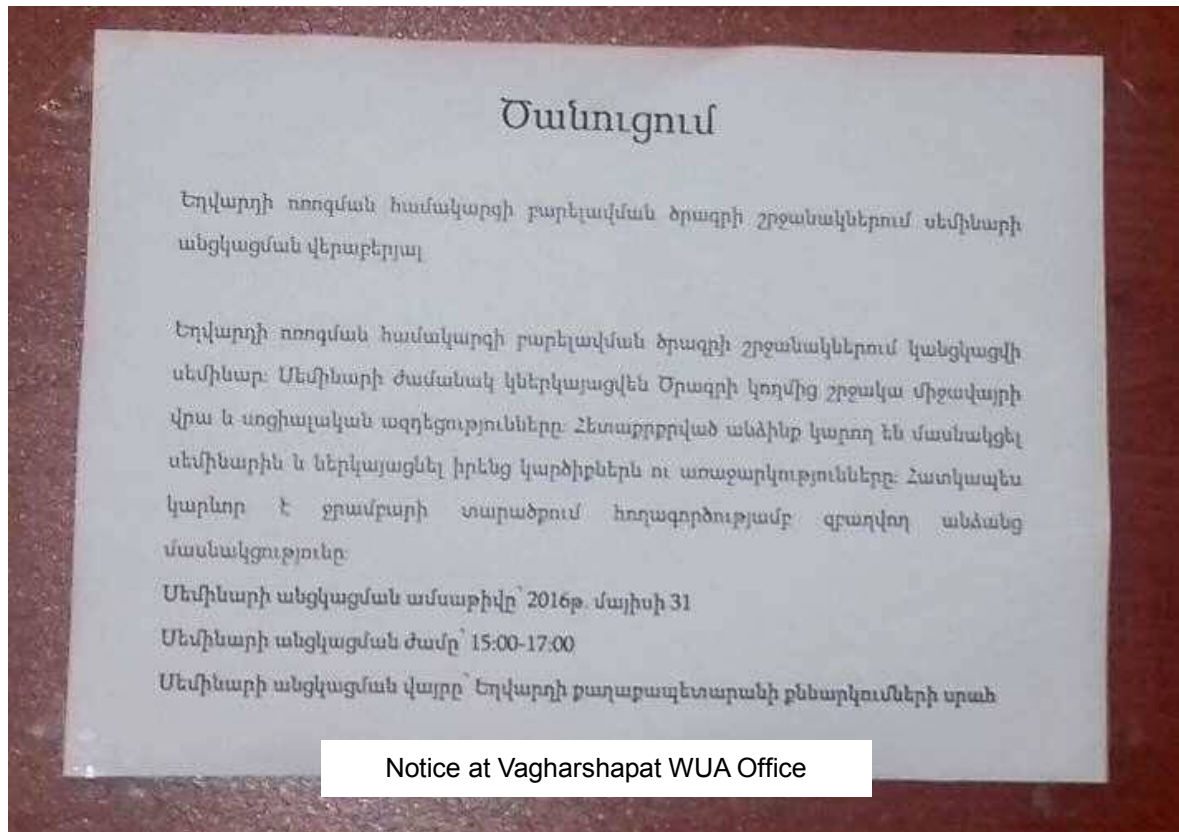 Ծանուցում
Եղվարդի ոռոգման համակարգի բարելավման ծրագրի շրջանակներում սեմինարի
անցկացման վերաբերյալ
Եղվարդի ոռոգման համակարգի բարելավման ծրագրի շրջանակներում կանցկացվի
սեմինար: Սեմինարի ժամանակ կներկայացվեն Ծրագրի կողմից շրջակա միջավայրի
վրա և սոցիալական ազդեցությունները: Հետաքրքրված անձինք կարող են մասնակցել
սեմինարին և ներկայացնել իրենց կարծիքներն ու առաջարկությունները: Հատկապես
կարևոր է ջրամբարի տարածքում հողագործությամբ զբաղվող անձանց
մասնակցությունը:
Սեմինարի անցկացման ամսաթիվը՝ 2016թ. մայիսի 31
Սեմինարի անցկացման ժամը՝ 15:00-17:00
Սեմինարի անցկացման վայրը՝ Եղվարդի քաղաքապետարանի քննարկումների սրահ
Notice at Vagharshapat WUA Office